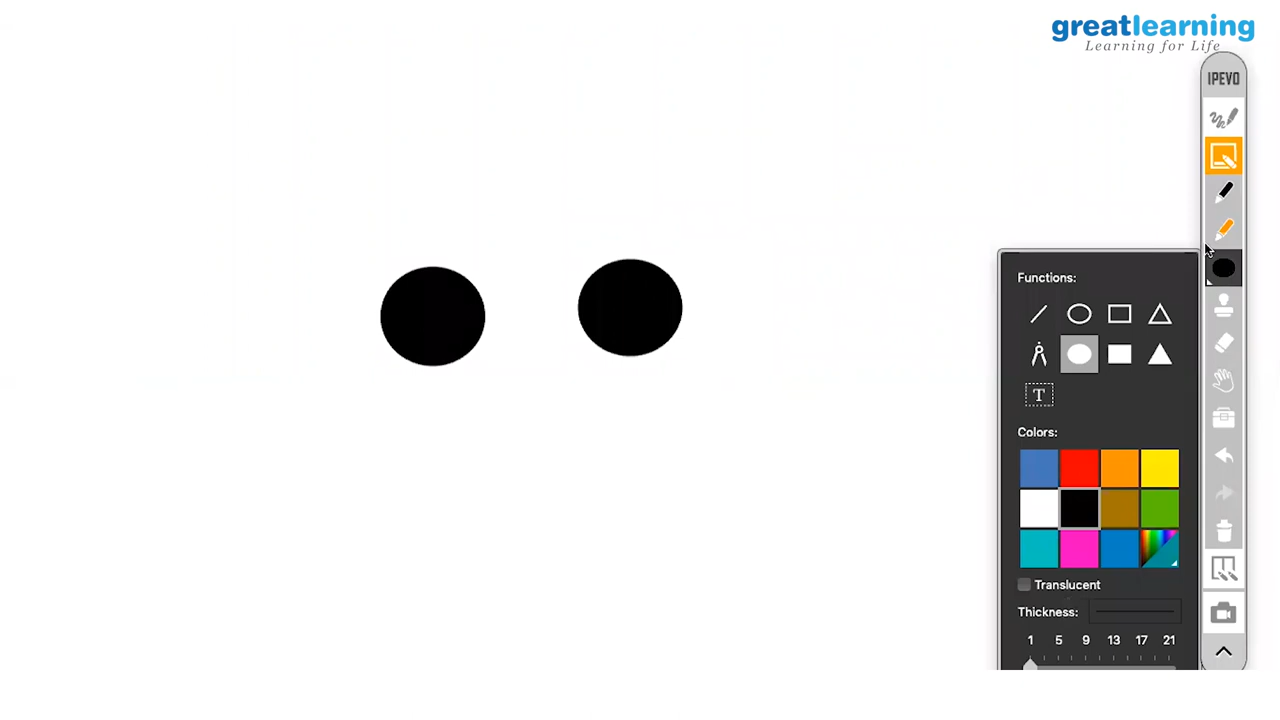 greatlearning
Learning for Life
IPEVO
Functions:
T
Colors:
Translucent
Thickness:
1 5 9 13 17 21